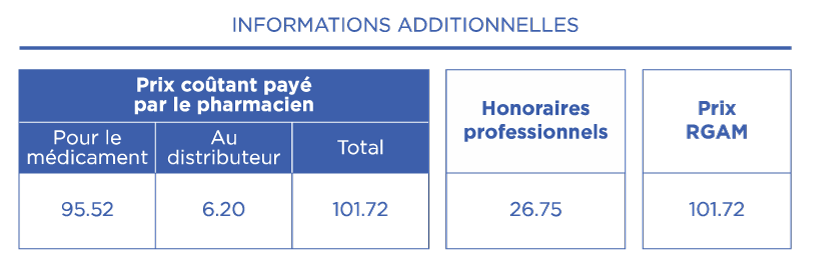 INFORMATIONS ADDITIONNELLES
Prix coûtant payé
par le pharmacien
Pour le
médicament
Au
distributeur
Total
Honoraires
professionnels
Prix
RGAM
95.52
6.20
101.72
26.75
101.72